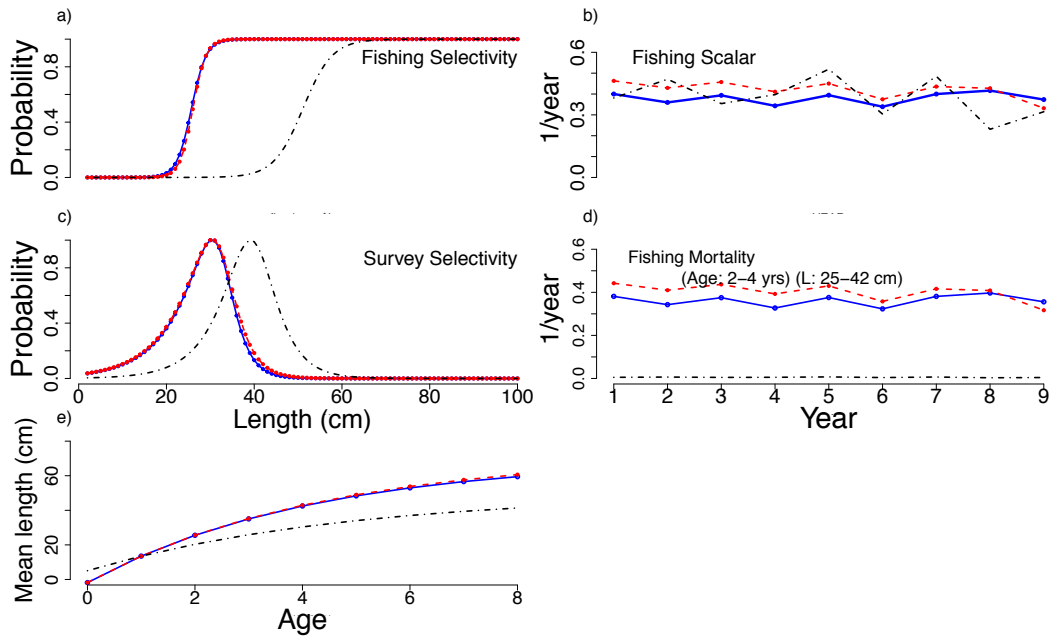 a)
Fishing Selectivity
Probability
0.0 0.4 0.8
b)
Fishing Scalar
1/year
0.0 0.3 0.6
c)
Survey Selectivity
Probability
0.0 0.4 0.8
0 20 40 60 80 100
Length (cm)
d)
Fishing Mortality
(Age: 2−4 yrs) (L: 25−42 cm)
1/year
0.0 0.2 0.4 0.6
1 2 3 4 5 6 7 8 9
Year
e)
Mean length (cm)
0 20 60
0 2 4 6 8
Age